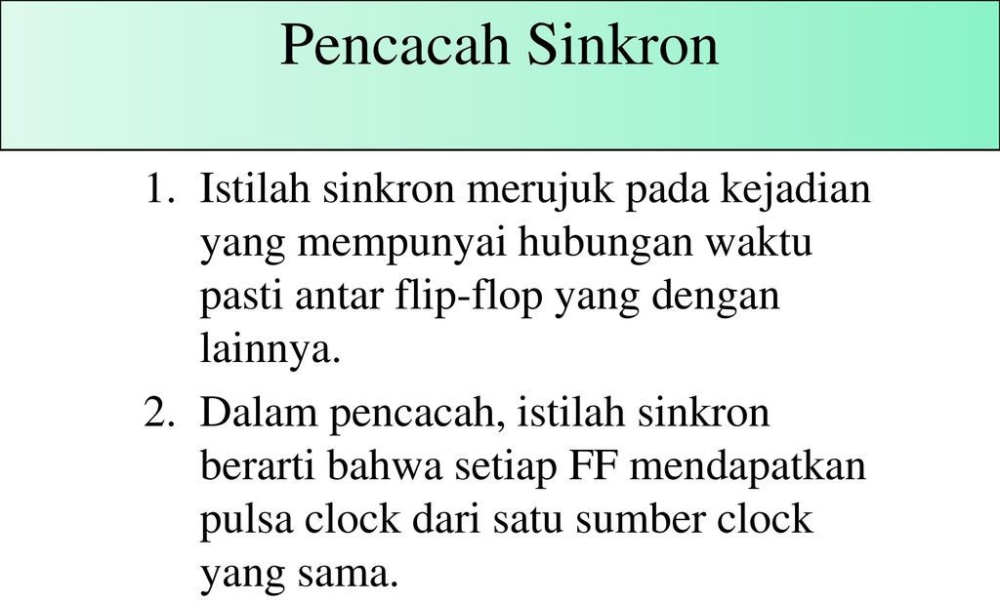 Pencacah Sinkron
1. Istilah sinkron merujuk pada kejadian
yang mempunyai hubungan waktu
pasti antar flip-flop yang dengan
lainnya.
2. Dalam pencacah, istilah sinkron
berarti bahwa setiap FF mendapatkan
pulsa clock dari satu sumber clock
yang sama.